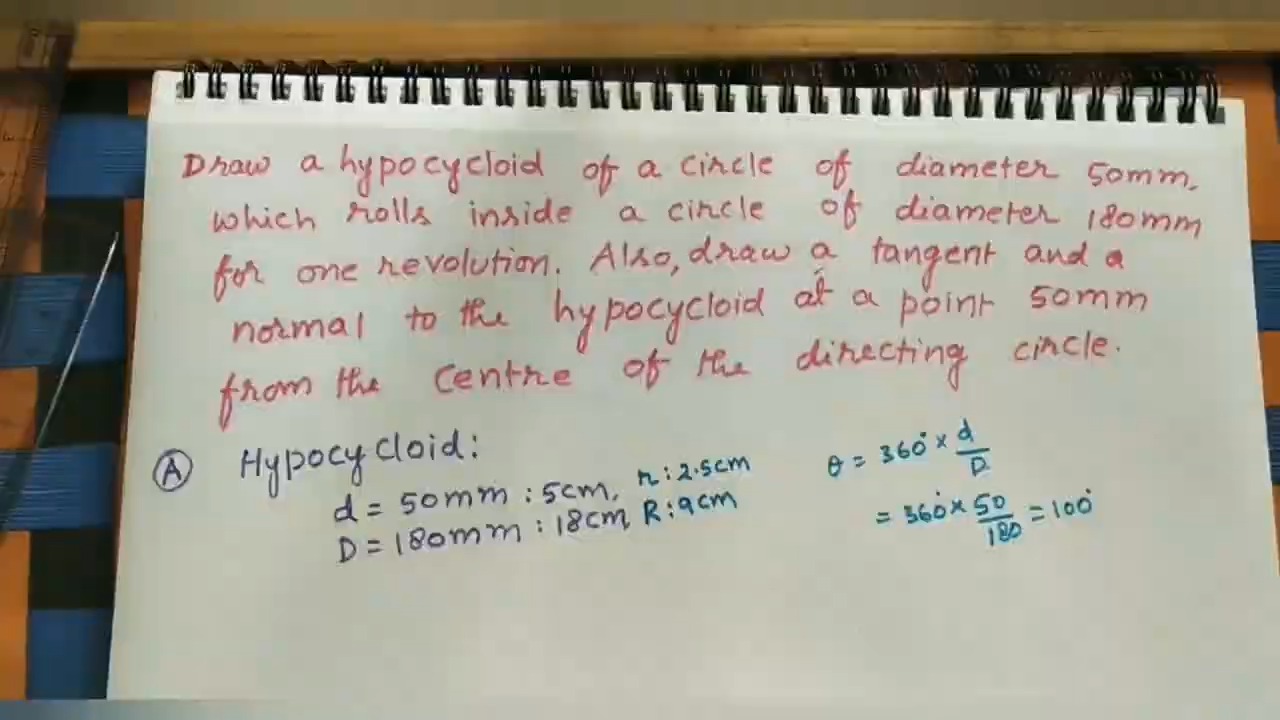 Draw a hypocycloid of a circle of diameter 50mm,
which rolls inside a circle of diameter 180mm
for one revolution. Also, draw a tangent and a
normal to the hypocycloid at a point 50mm
from the centre of the directing circle.
A Hypocycloid:
d = 50mm : 5cm, r : 2.5cm
D = 180mm : 18cm R : 9cm
θ = 360° × d/D
= 360° × 50/180 = 100°